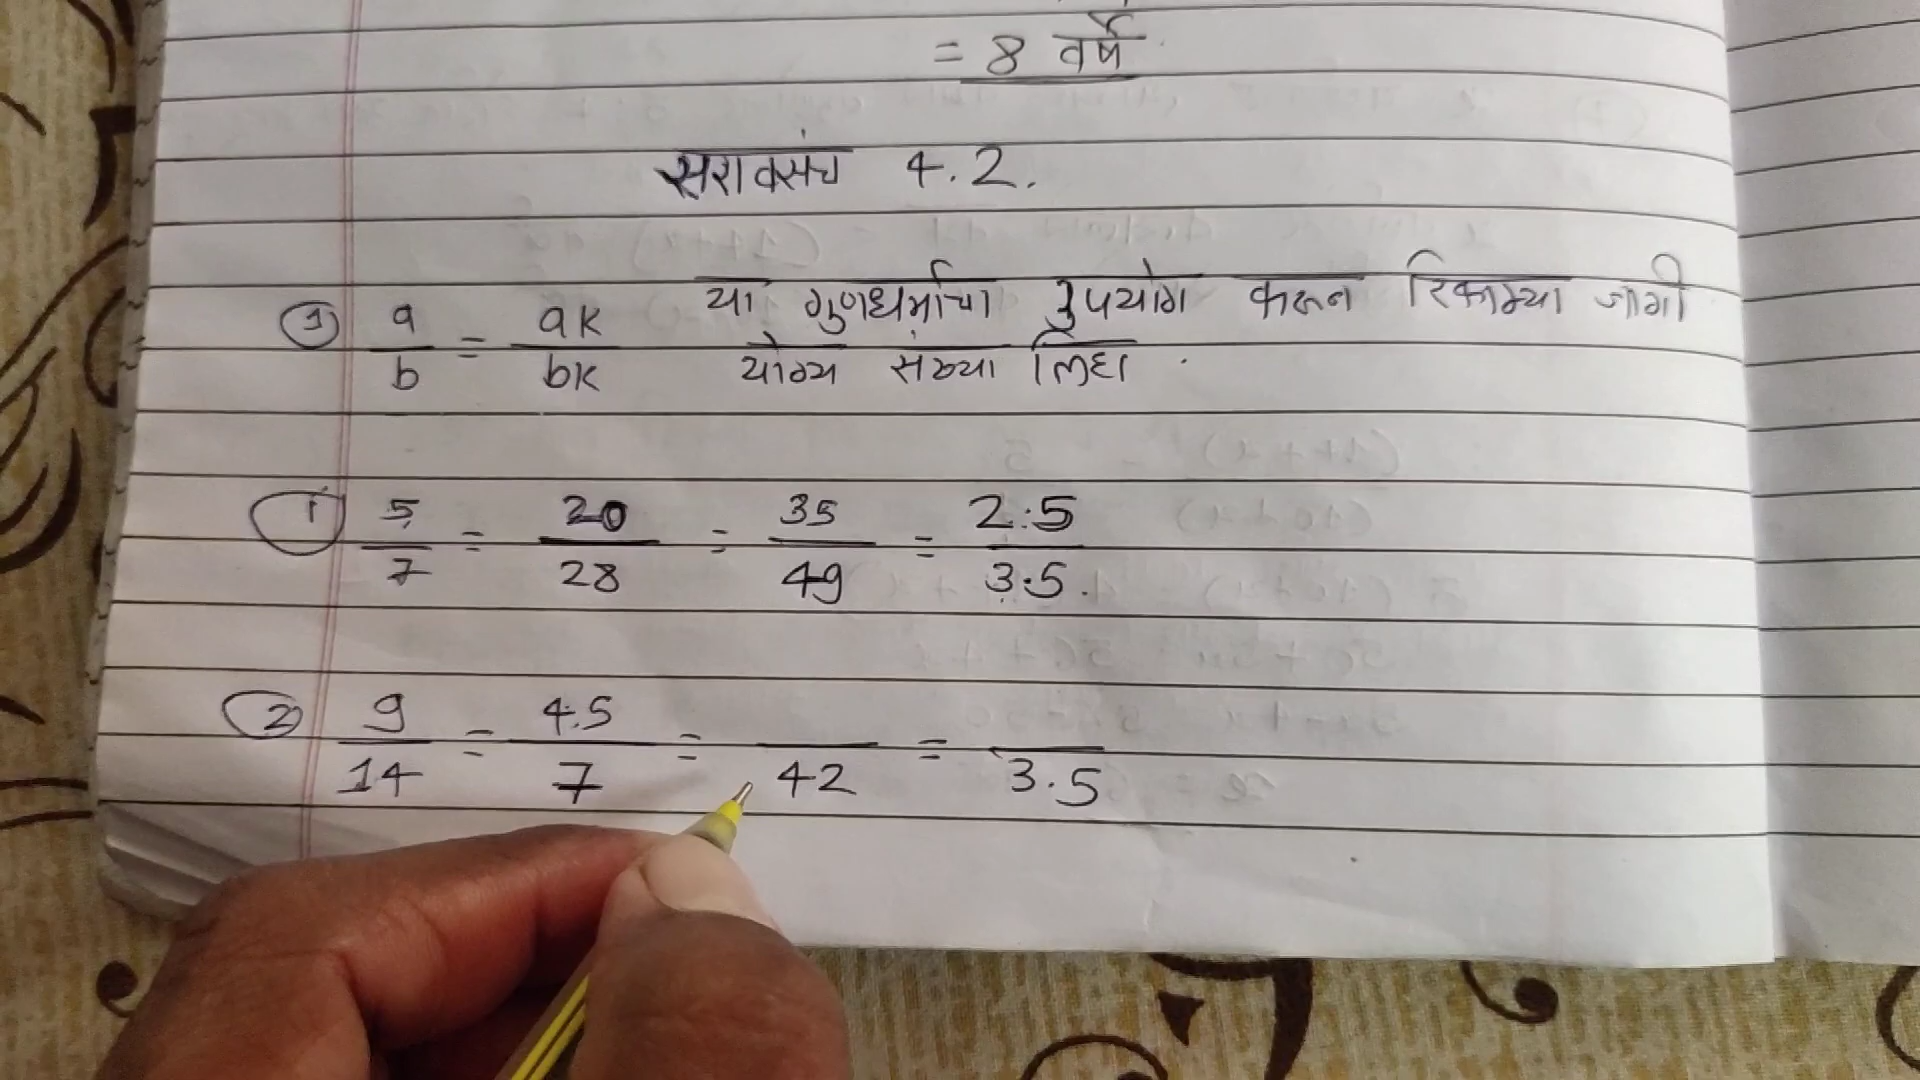 = 8 वर्षे
सरावसंच 4.2.
① a/b = ak/bk या गुणधर्माचा उपयोग करून रिकाम्या जागी
योग्य संख्या लिहा.
① 5/7 = 20/28 = 35/49 = 2.5/3.5.
② 9/14 = 4.5/7 = /42 = /3.5